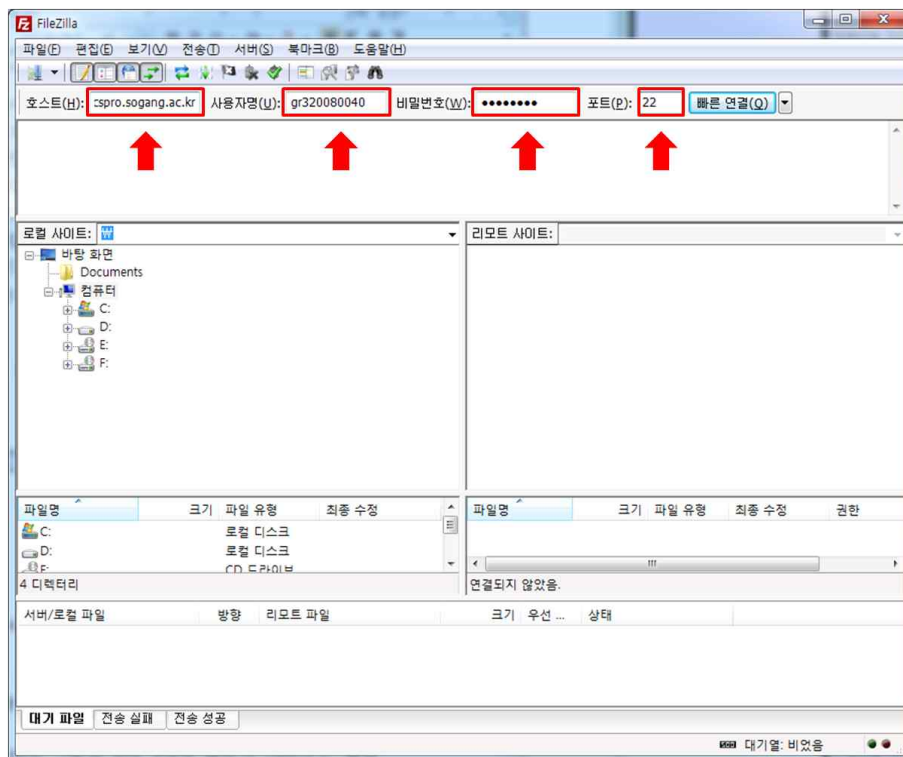 FileZilla
파일(F) 편집(E) 보기(V) 전송(T) 서버(S) 북마크(B) 도움말(H)
호스트(H): cspro.sogang.ac.kr 사용자명(U): gr320080040 비밀번호(W): ●●●●●●●● 포트(P): 22 빠른 연결(Q)
로컬 사이트: ₩
리모트 사이트:
바탕 화면
Documents
컴퓨터
C:
D:
E:
F:
파일명 크기 파일 유형 최종 수정
C: 로컬 디스크
D: 로컬 디스크
E: CD 드라이브
4 디렉터리
파일명 크기 파일 유형 최종 수정 권한
연결되지 않았음.
서버/로컬 파일 방향 리모트 파일 크기 우선 ... 상태
대기 파일 전송 실패 전송 성공
대기열: 비었음